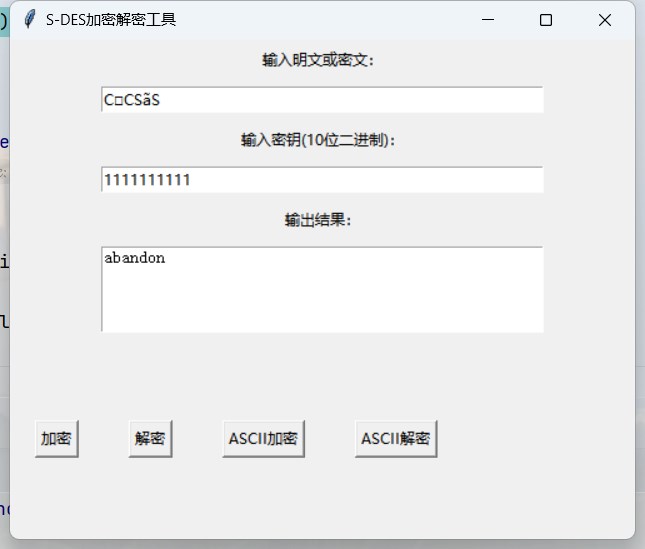 S-DES加密解密工具
输入明文或密文:
C□CSãS
输入密钥(10位二进制):
1111111111
输出结果:
abandon
加密 解密 ASCII加密 ASCII解密